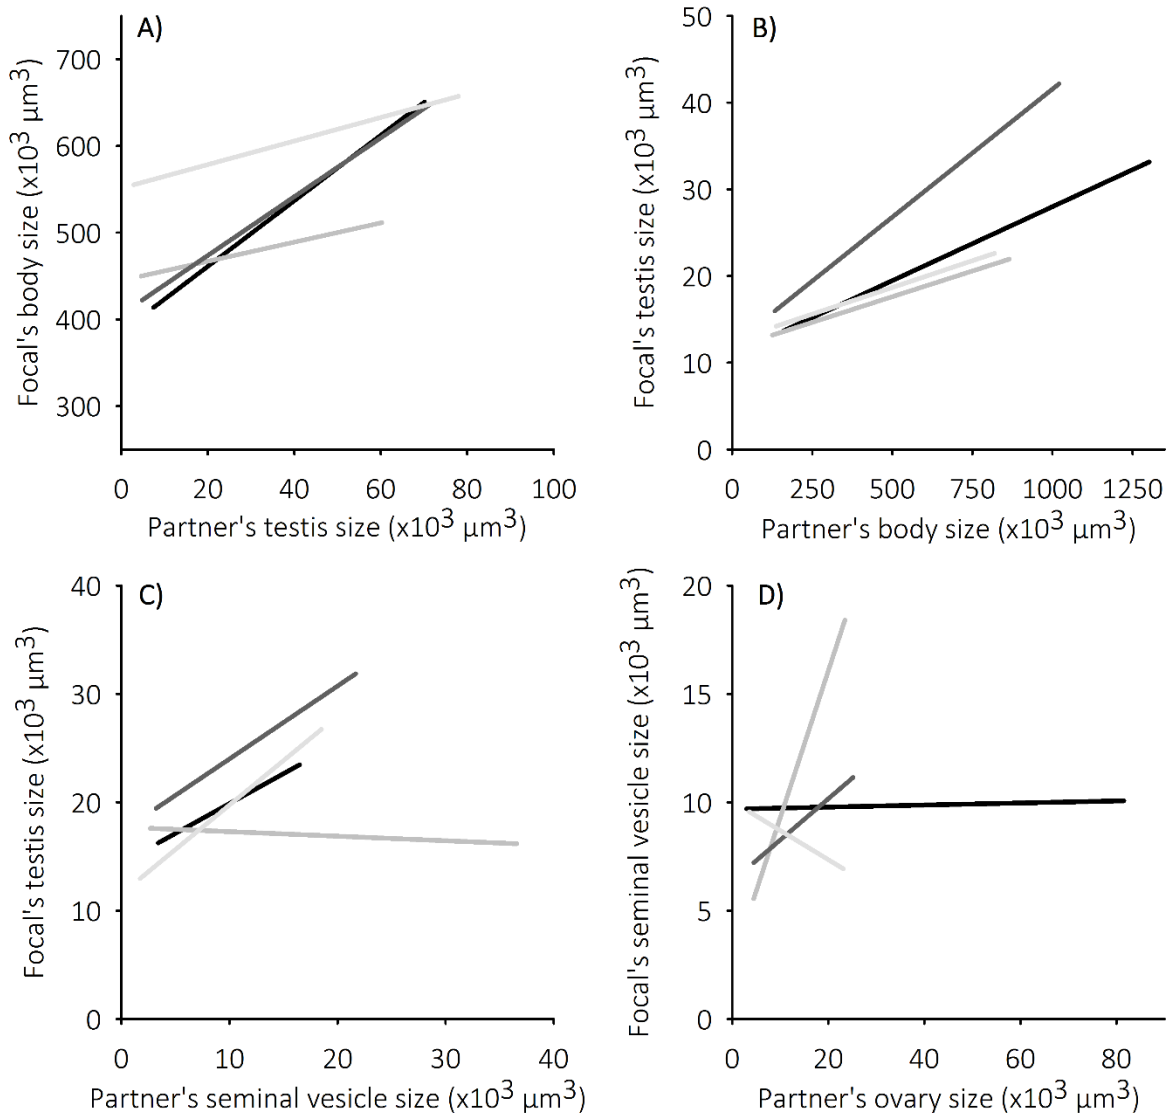 A)
Focal's body size (x10³ µm³)
700
600
500
400
300
0 20 40 60 80 100
Partner's testis size (x10³ µm³)
B)
Focal's testis size (x10³ µm³)
50
40
30
20
10
0
0 250 500 750 1000 1250
Partner's body size (x10³ µm³)
C)
Focal's testis size (x10³ µm³)
40
30
20
10
0
0 10 20 30 40
Partner's seminal vesicle size (x10³ µm³)
D)
Focal's seminal vesicle size (x10³ µm³)
20
15
10
5
0
0 20 40 60 80
Partner's ovary size (x10³ µm³)